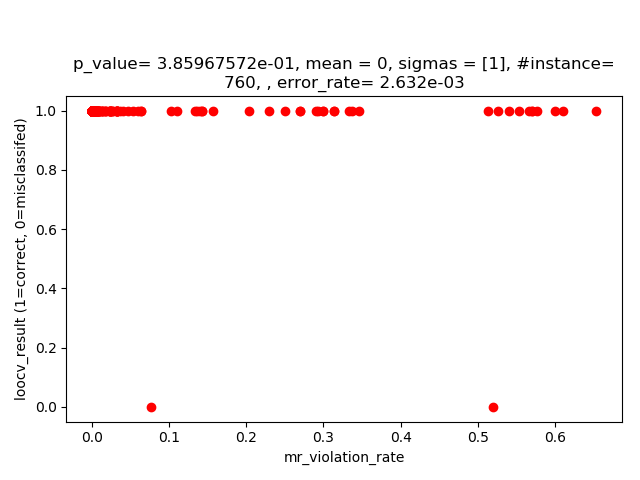 p_value= 3.85967572e-01, mean = 0, sigmas = [1], #instance=
760, , error_rate= 2.632e-03
1.0
0.8
0.6
0.4
0.2
0.0
loocv_result (1=correct, 0=misclassifed)
0.0 0.1 0.2 0.3 0.4 0.5 0.6
mr_violation_rate